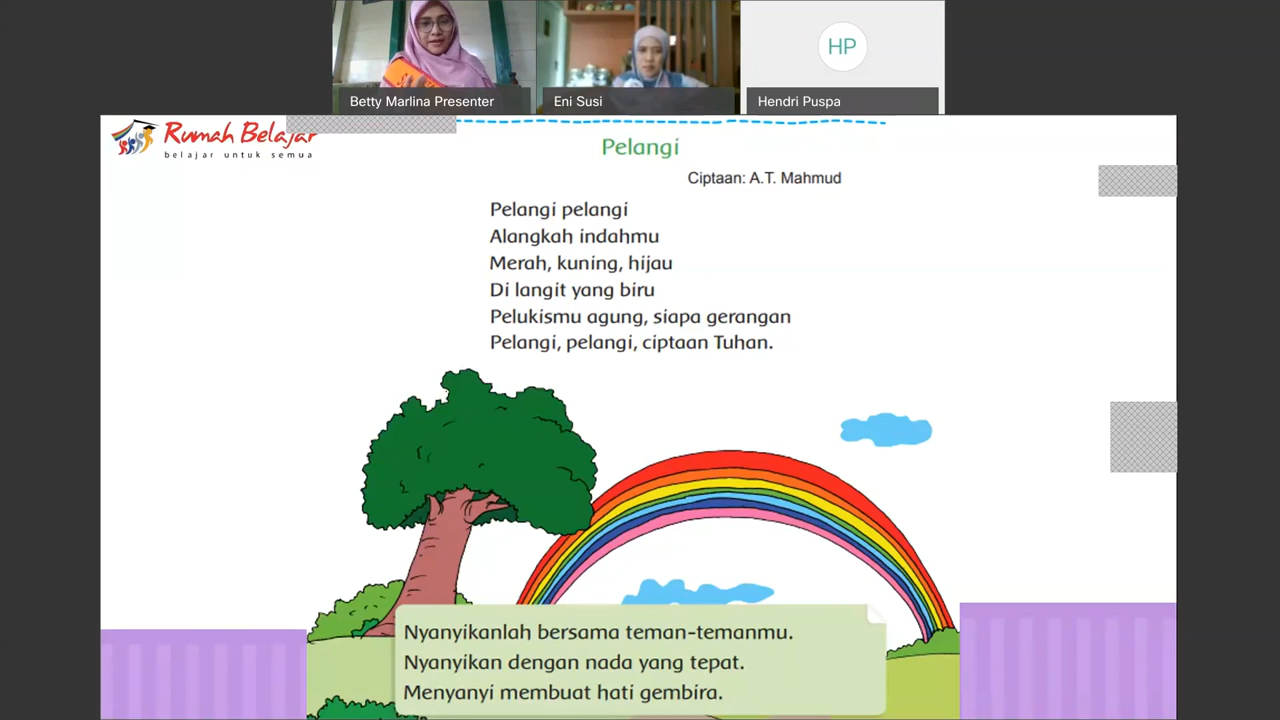 Betty Marlina Presenter
Eni Susi
HP
Hendri Puspa
Rumah Belajar
belajar untuk semua
Pelangi
Ciptaan: A.T. Mahmud
Pelangi pelangi
Alangkah indahmu
Merah, kuning, hijau
Di langit yang biru
Pelukismu agung, siapa gerangan
Pelangi, pelangi, ciptaan Tuhan.
Nyanyikanlah bersama teman-temanmu.
Nyanyikan dengan nada yang tepat.
Menyanyi membuat hati gembira.